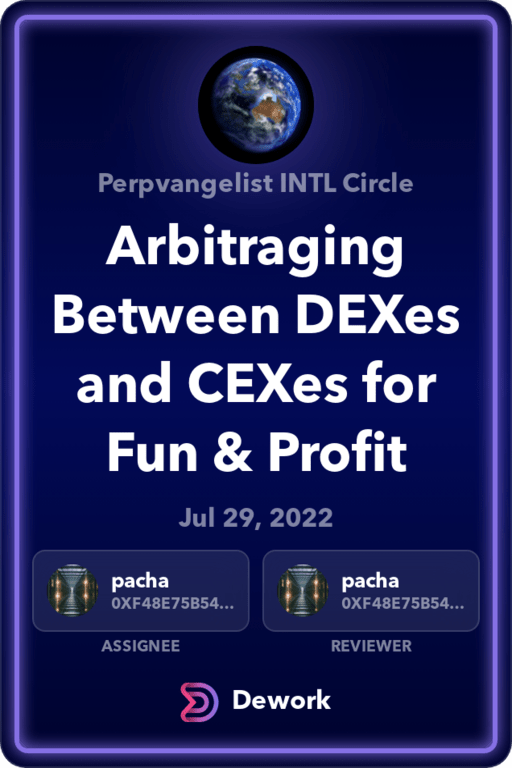 Perpvangelist INTL Circle
Arbitraging
Between DEXes
and CEXes for
Fun & Profit
Jul 29, 2022
pacha
0XF48E75B54...
ASSIGNEE
pacha
0XF48E75B54...
REVIEWER
Dework